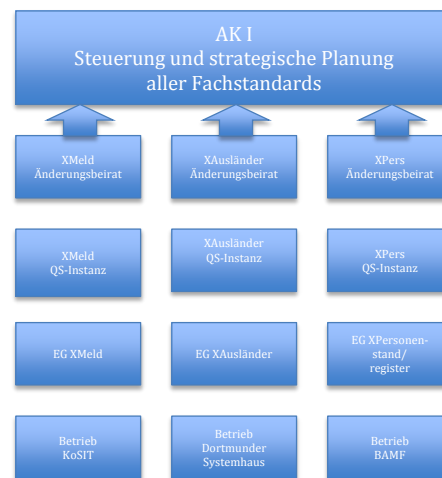 AK I
Steuerung und strategische Planung
aller Fachstandards
XMeld
Änderungsbeirat
XAusländer
Änderungsbeirat
XPers
Änderungsbeirat
XMeld
QS-Instanz
XAusländer
QS-Instanz
XPers
QS-Instanz
EG XMeld
EG XAusländer
EG XPersonen-
stand/
register
Betrieb
KoSIT
Betrieb
Dortmunder
Systemhaus
Betrieb
BAMF